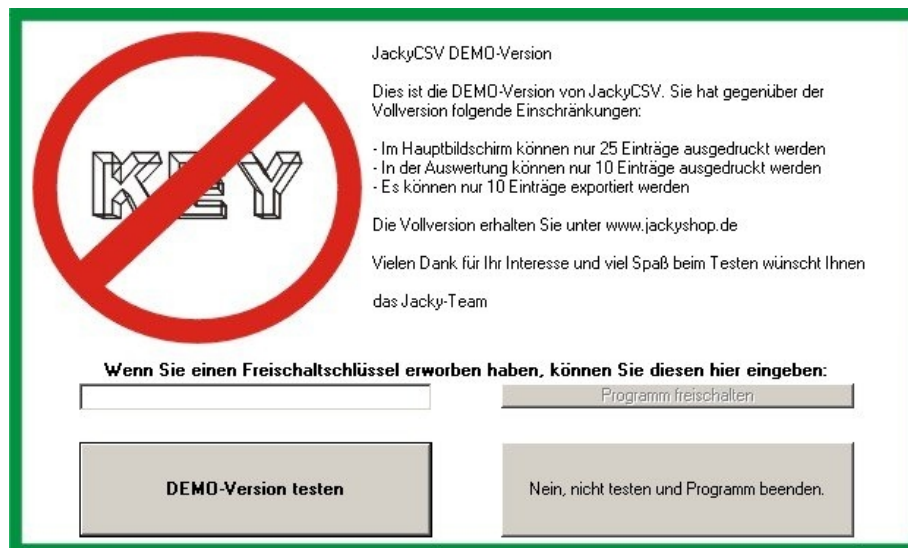 KEY
JackyCSV DEMO-Version
Dies ist die DEMO-Version von JackyCSV. Sie hat gegenüber der
Vollversion folgende Einschränkungen:
- Im Hauptbildschirm können nur 25 Einträge ausgedruckt werden
- In der Auswertung können nur 10 Einträge ausgedruckt werden
- Es können nur 10 Einträge exportiert werden
Die Vollversion erhalten Sie unter www.jackyshop.de
Vielen Dank für Ihr Interesse und viel Spaß beim Testen wünscht Ihnen
das Jacky-Team
Wenn Sie einen Freischaltschlüssel erworben haben, können Sie diesen hier eingeben:
Programm freischalten
DEMO-Version testen
Nein, nicht testen und Programm beenden.